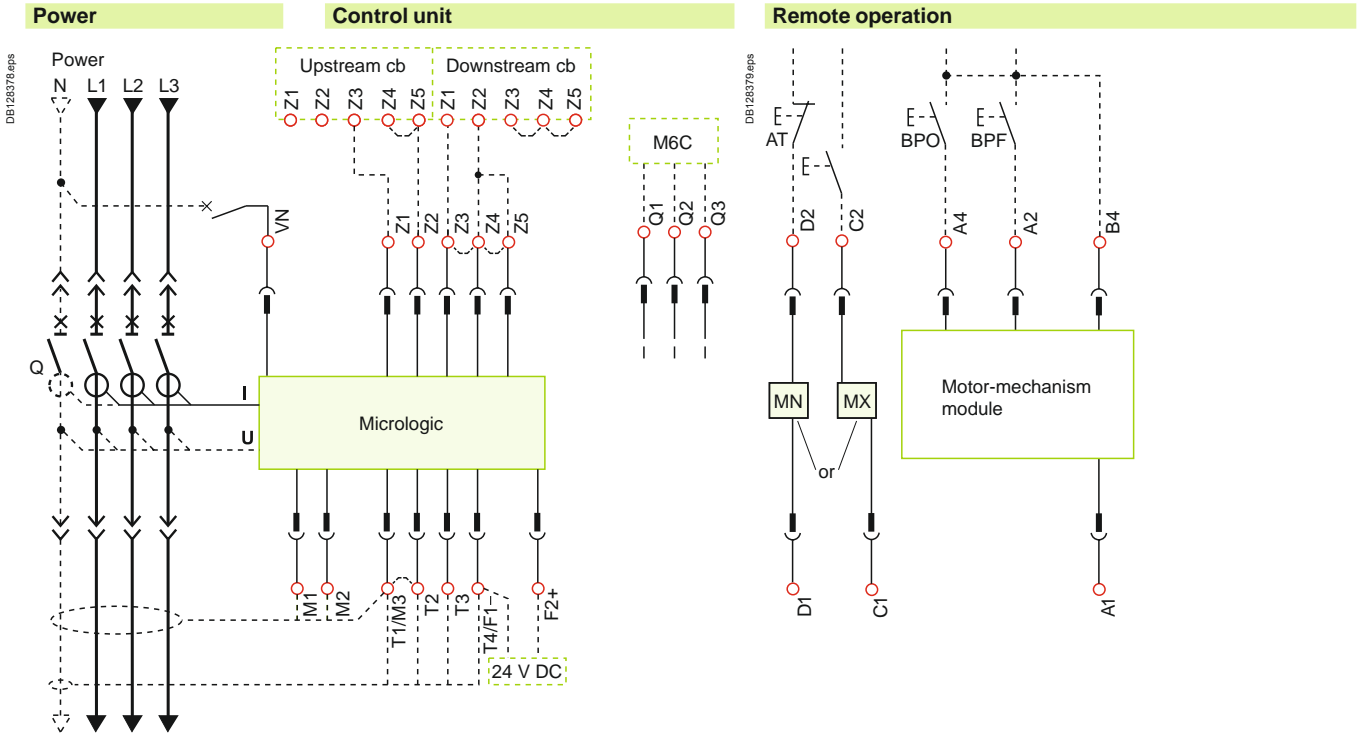 Power
Control unit
Remote operation
DB128378.eps
Power
N L1 L2 L3
Upstream cb
Downstream cb
Z1 Z2 Z3 Z4 Z5 Z1 Z2 Z3 Z4 Z5
M6C
DB128379.eps
AT
BPO
BPF
VN
Z1 Z2 Z3 Z4 Z5
Q1 Q2 Q3
D2 C2
A4 A2 B4
Q
I
U
Micrologic
MN
MX
or
Motor-mechanism
module
M1 M2 T1/M3 T2 T3 T4/F1− F2+
D1 C1
A1
24 V DC